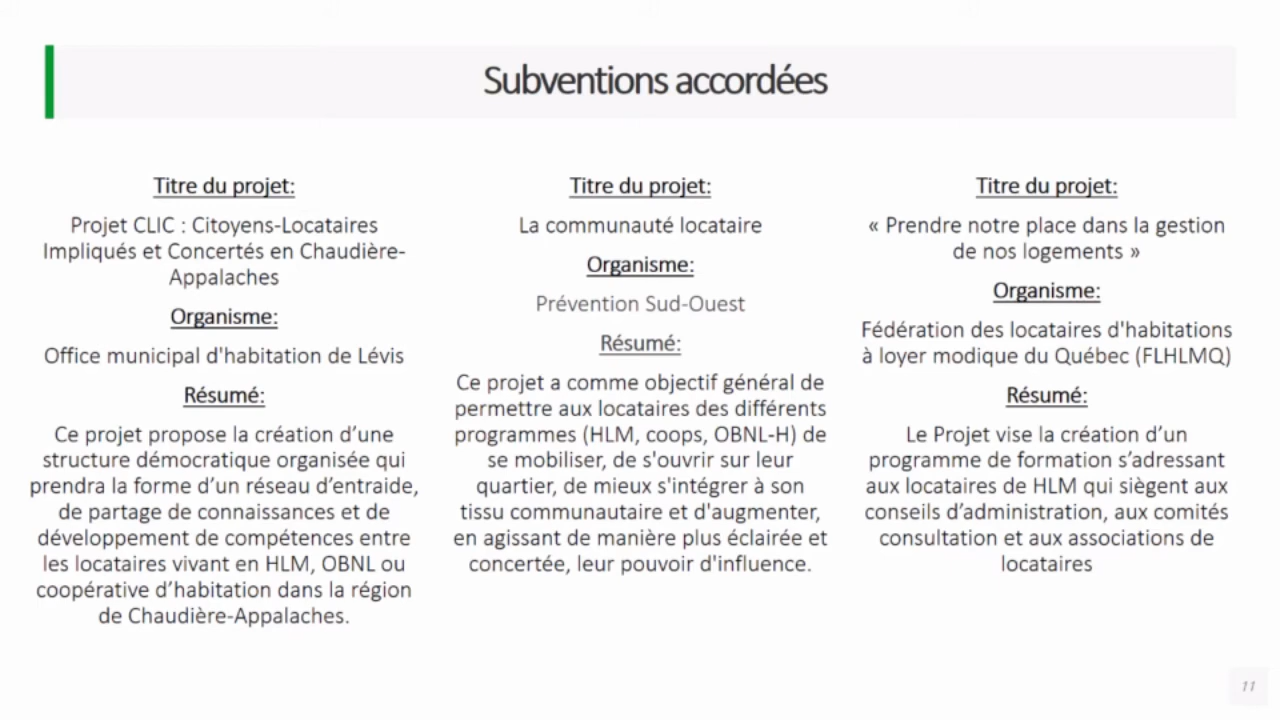 Subventions accordées
Titre du projet:
Projet CLIC : Citoyens-Locataires
Impliqués et Concertés en Chaudière-
Appalaches
Organisme:
Office municipal d'habitation de Lévis
Résumé:
Ce projet propose la création d’une
structure démocratique organisée qui
prendra la forme d’un réseau d’entraide,
de partage de connaissances et de
développement de compétences entre
les locataires vivant en HLM, OBNL ou
coopérative d’habitation dans la région
de Chaudière-Appalaches.
Titre du projet:
La communauté locataire
Organisme:
Prévention Sud-Ouest
Résumé:
Ce projet a comme objectif général de
permettre aux locataires des différents
programmes (HLM, coops, OBNL-H) de
se mobiliser, de s'ouvrir sur leur
quartier, de mieux s'intégrer à son
tissu communautaire et d'augmenter,
en agissant de manière plus éclairée et
concertée, leur pouvoir d'influence.
Titre du projet:
« Prendre notre place dans la gestion
de nos logements »
Organisme:
Fédération des locataires d'habitations
à loyer modique du Québec (FLHLMQ)
Résumé:
Le Projet vise la création d’un
programme de formation s’adressant
aux locataires de HLM qui siègent aux
conseils d’administration, aux comités
consultation et aux associations de
locataires
11